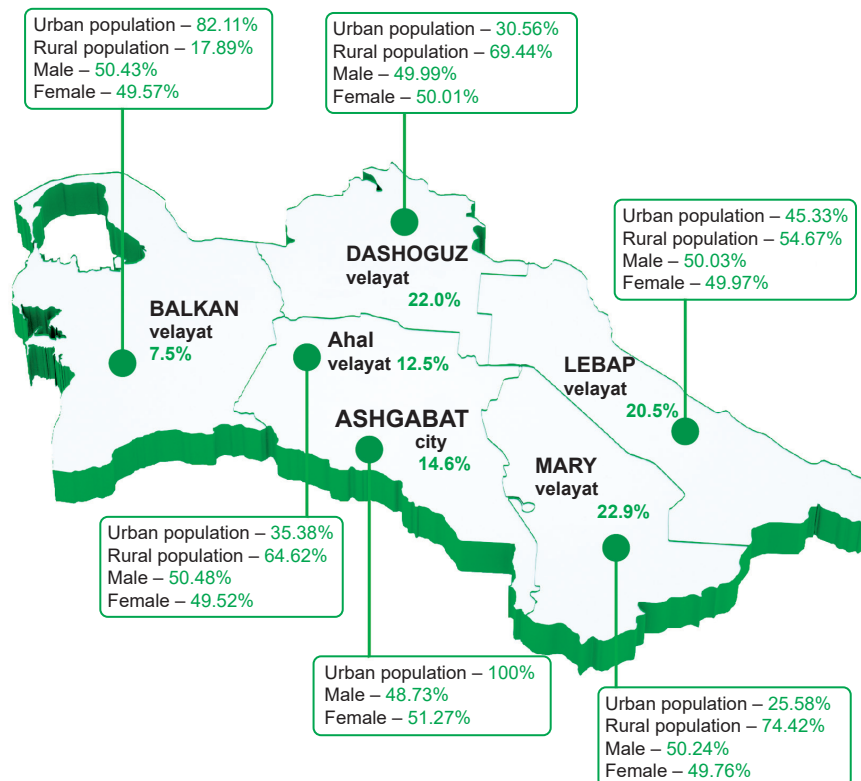 Urban population – 82.11%
Rural population – 17.89%
Male – 50.43%
Female – 49.57%
Urban population – 30.56%
Rural population – 69.44%
Male – 49.99%
Female – 50.01%
Urban population – 45.33%
Rural population – 54.67%
Male – 50.03%
Female – 49.97%
DASHOGUZ
velayat
22.0%
BALKAN
velayat
7.5%
Ahal
velayat 12.5%
LEBAP
velayat
20.5%
ASHGABAT
city
14.6%
MARY
velayat
22.9%
Urban population – 35.38%
Rural population – 64.62%
Male – 50.48%
Female – 49.52%
Urban population – 100%
Male – 48.73%
Female – 51.27%
Urban population – 25.58%
Rural population – 74.42%
Male – 50.24%
Female – 49.76%